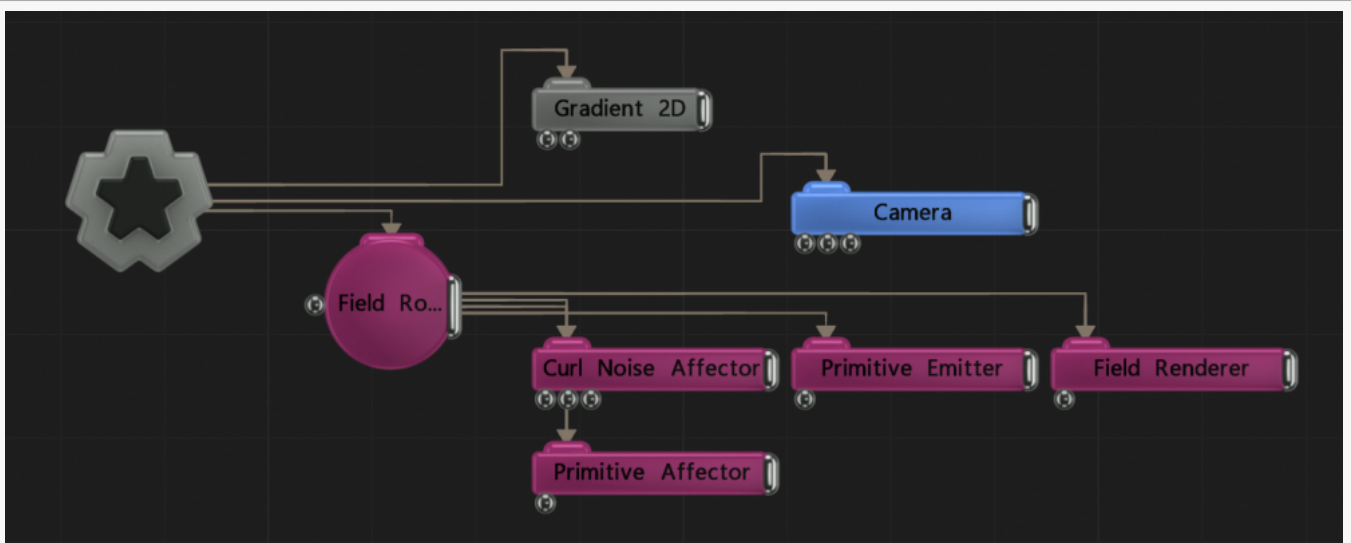 Gradient 2D
Camera
Field Ro...
Curl Noise Affector
Primitive Emitter
Field Renderer
Primitive Affector